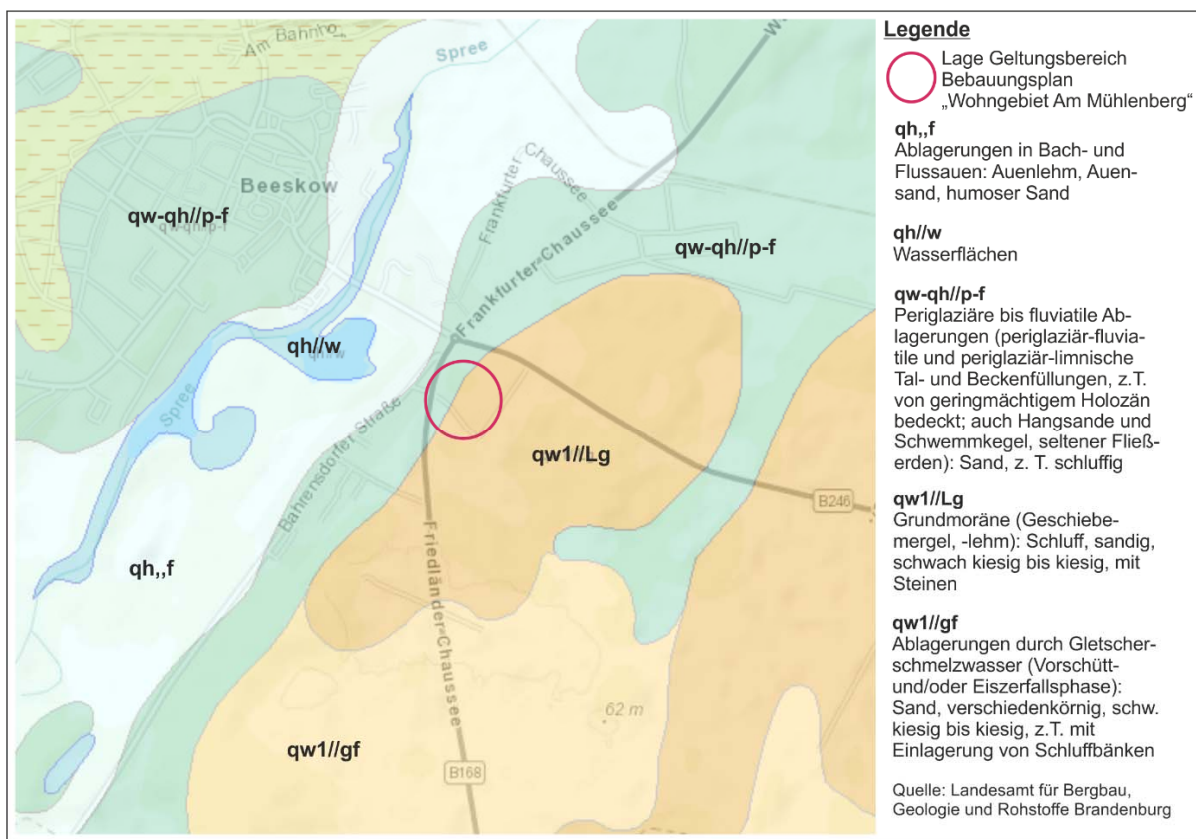 Am Bahnhof
Spree
Beeskow
qw-qh//p-f
qw-qh//p-f
Frankfurter
Chaussee
Frankfurter-Chaussee
qw-qh//p-f
qh//w
qh//w
Spree
Bahrensdorfer Straße
qw1//Lg
B246
qh,,f
Friedländer-Chaussee
62 m
qw1//gf
B168
Legende
Lage Geltungsbereich
Bebauungsplan
„Wohngebiet Am Mühlenberg“
qh,,f
Ablagerungen in Bach- und
Flussauen: Auenlehm, Auen-
sand, humoser Sand
qh//w
Wasserflächen
qw-qh//p-f
Periglaziäre bis fluviatile Ab-
lagerungen (periglaziär-fluvia-
tile und periglaziär-limnische
Tal- und Beckenfüllungen, z.T.
von geringmächtigem Holozän
bedeckt; auch Hangsande und
Schwemmkegel, seltener Fließ-
erden): Sand, z. T. schluffig
qw1//Lg
Grundmoräne (Geschiebe-
mergel, -lehm): Schluff, sandig,
schwach kiesig bis kiesig, mit
Steinen
qw1//gf
Ablagerungen durch Gletscher-
schmelzwasser (Vorschütt-
und/oder Eiszerfallsphase):
Sand, verschiedenkörnig, schw.
kiesig bis kiesig, z.T. mit
Einlagerung von Schluffbänken
Quelle: Landesamt für Bergbau,
Geologie und Rohstoffe Brandenburg